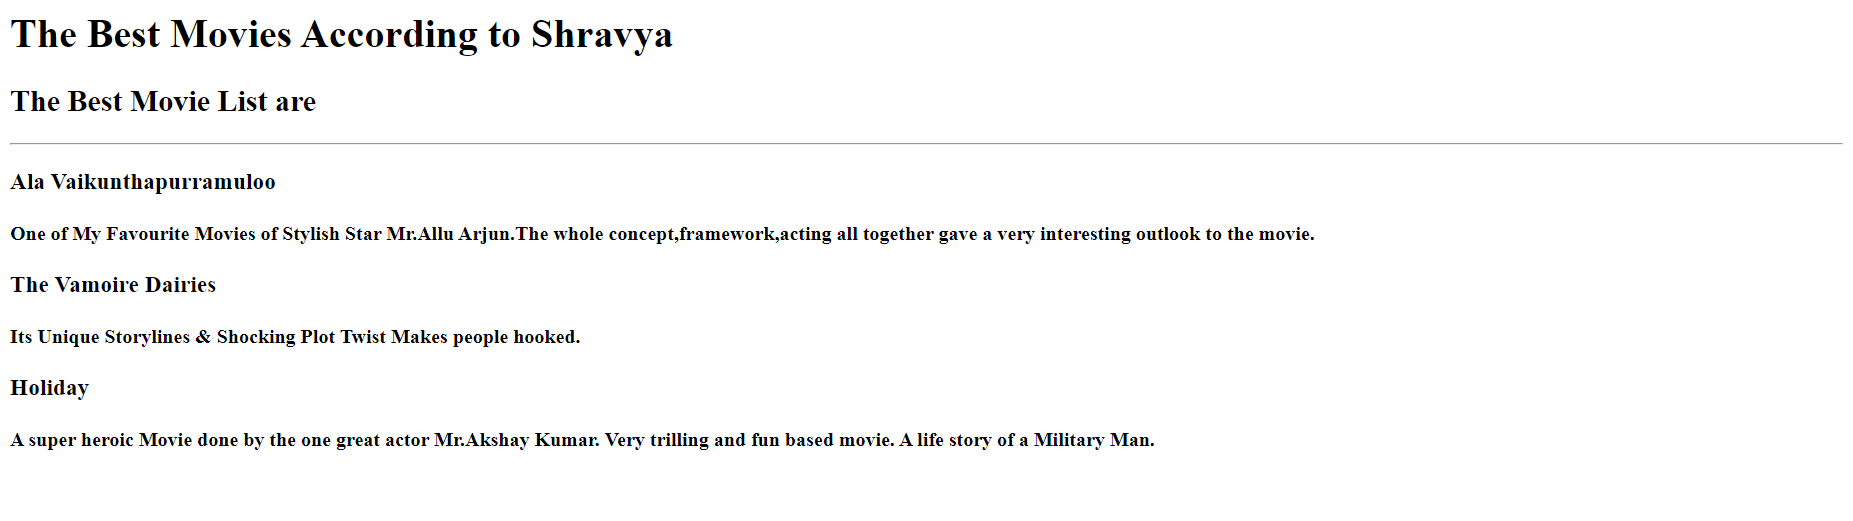 The Best Movies According to Shravya
The Best Movie List are
Ala Vaikunthapurramuloo
One of My Favourite Movies of Stylish Star Mr.Allu Arjun.The whole concept,framework,acting all together gave a very interesting outlook to the movie.
The Vamoire Dairies
Its Unique Storylines & Shocking Plot Twist Makes people hooked.
Holiday
A super heroic Movie done by the one great actor Mr.Akshay Kumar. Very trilling and fun based movie. A life story of a Military Man.